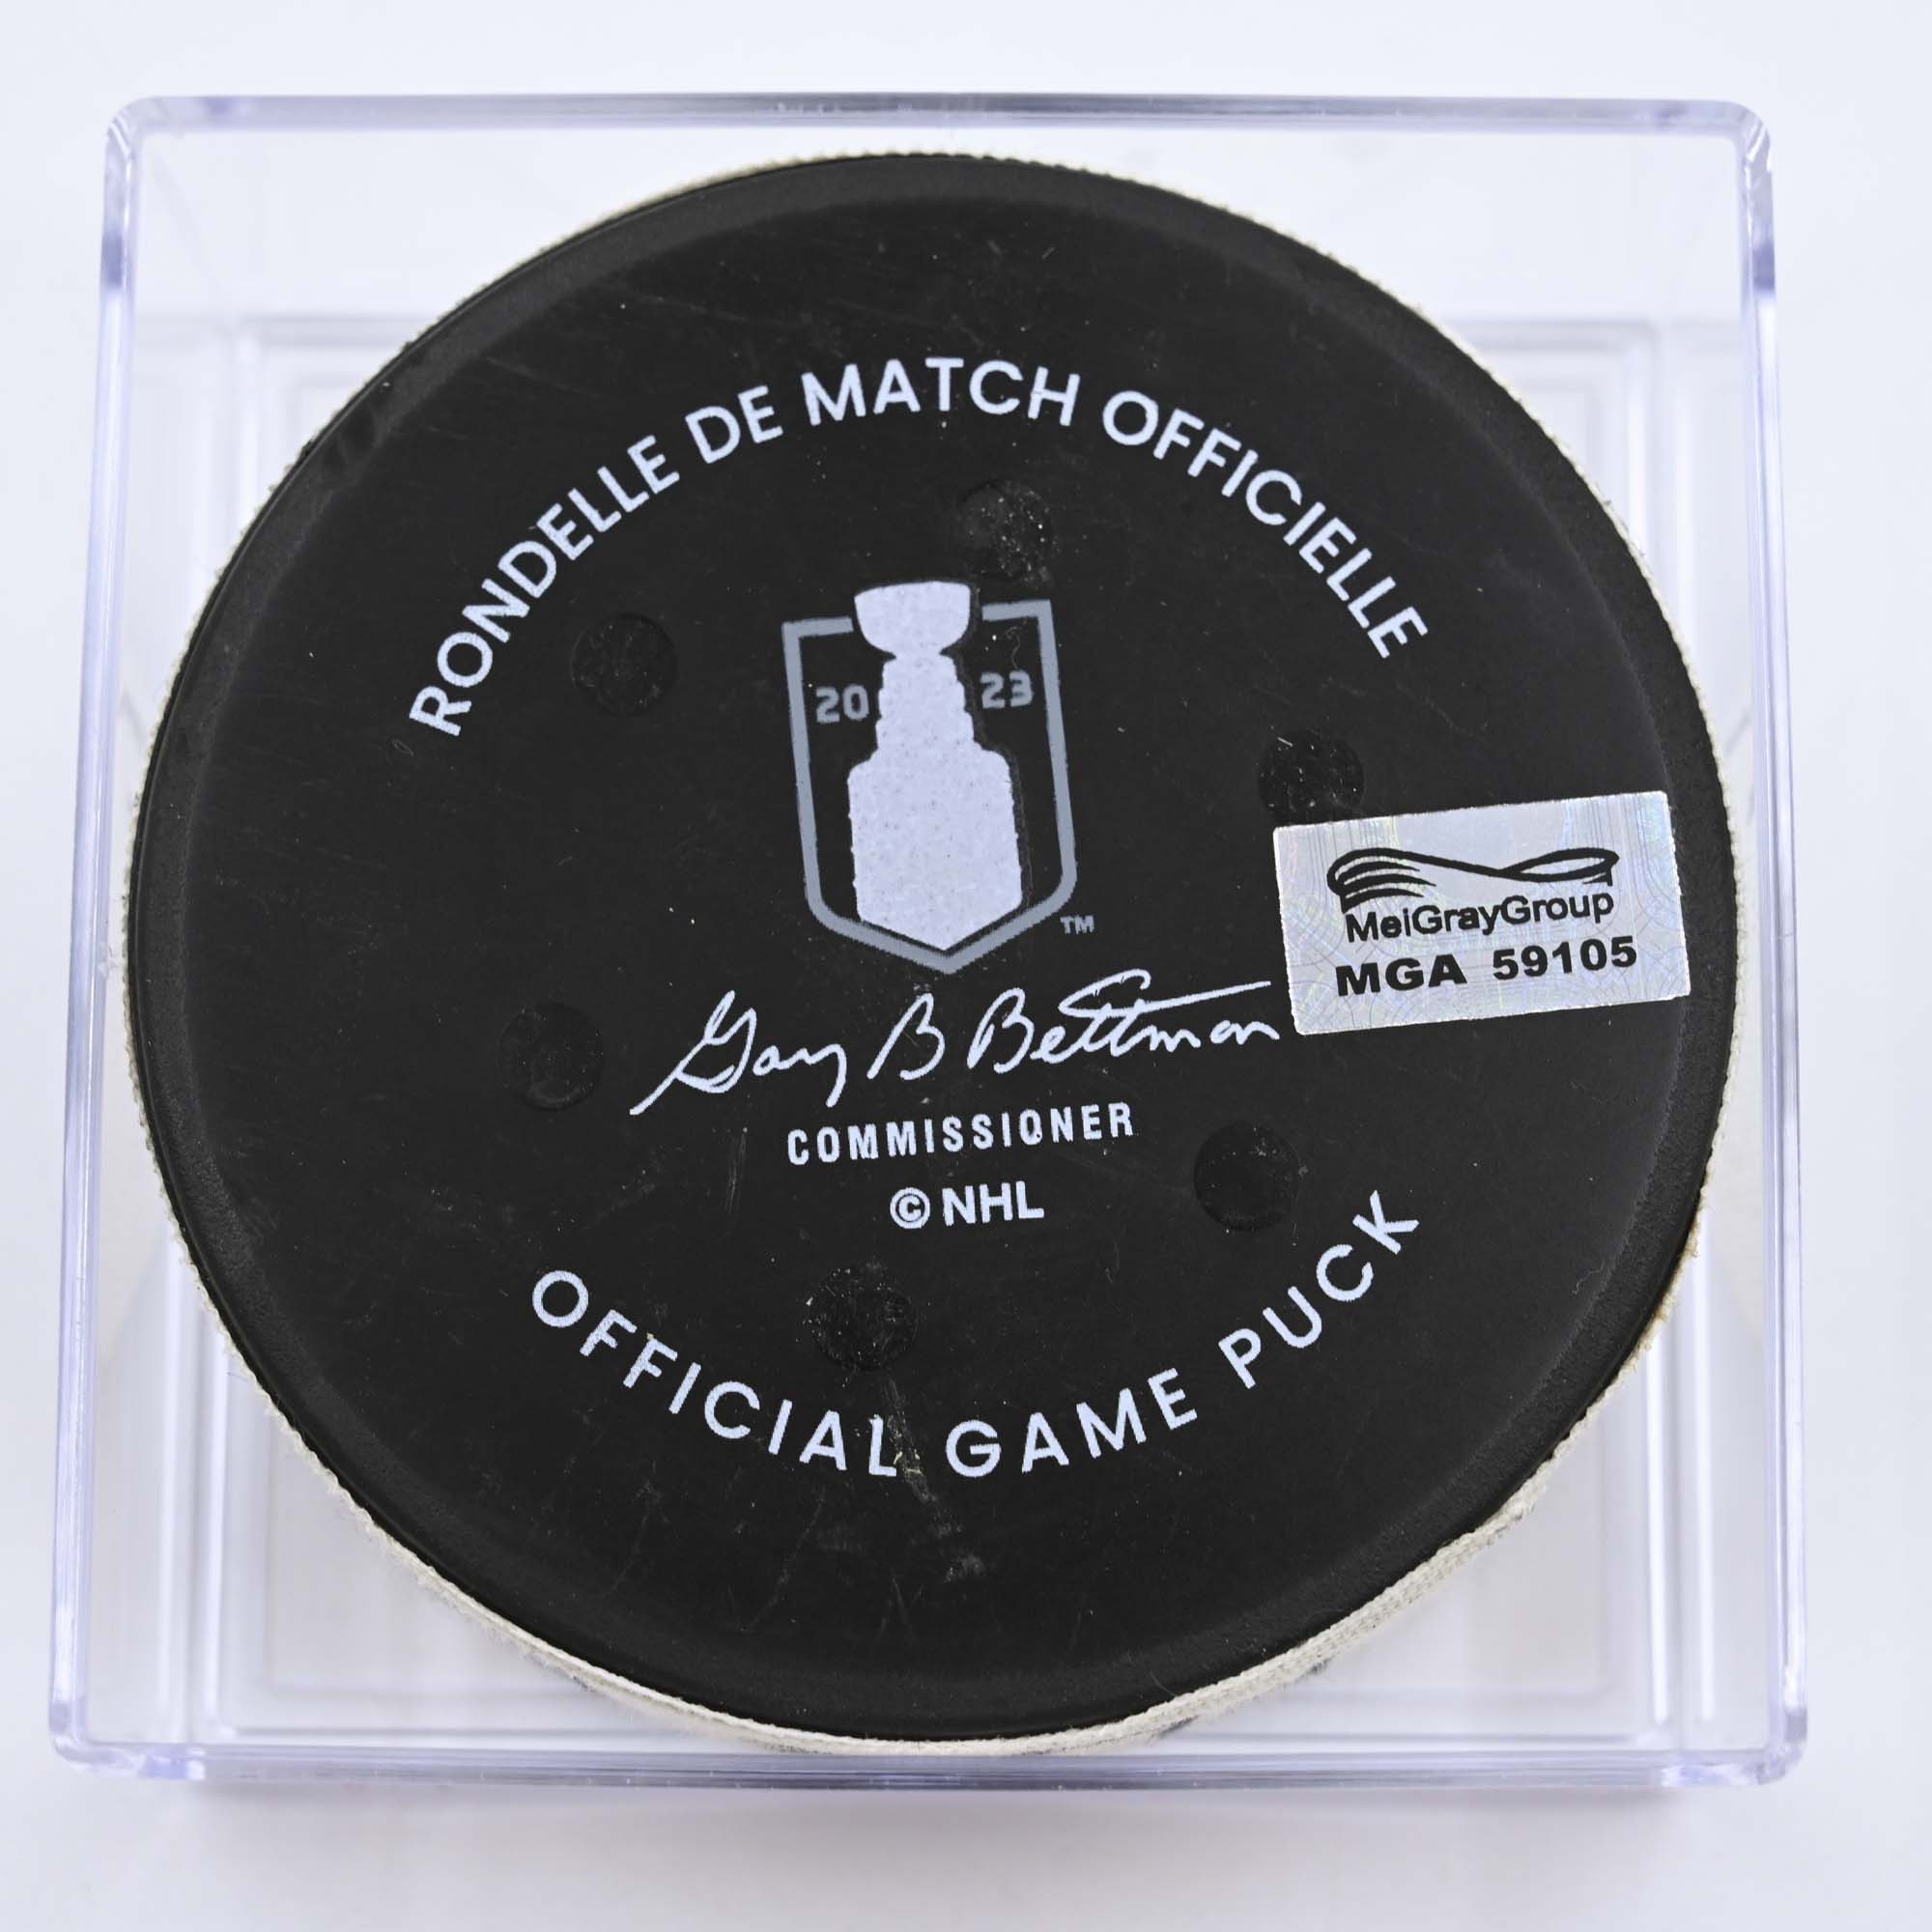 RONDELLE DE MATCH OFFICIELLE
20 23
TM
MeiGrayGroup
MGA 59105
Gary B Bettman
COMMISSIONER
© NHL
OFFICIAL GAME PUCK